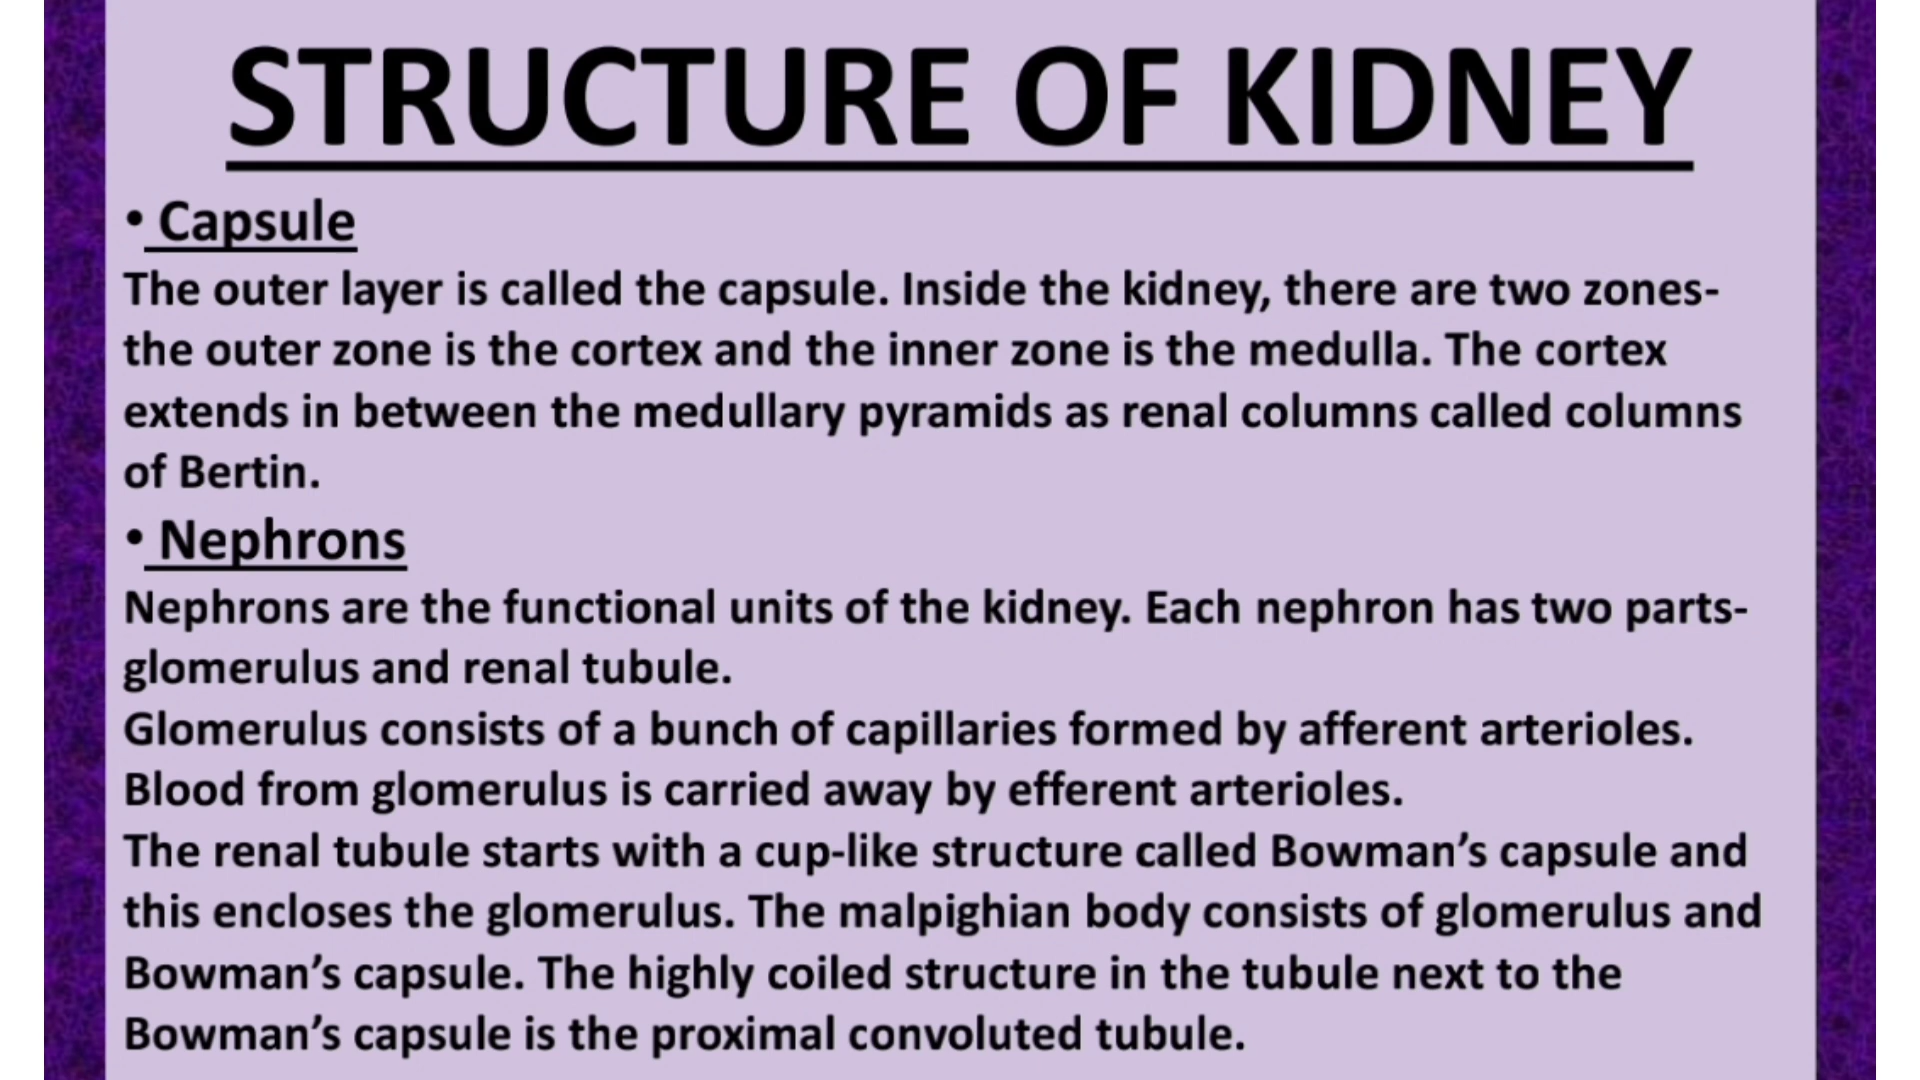 STRUCTURE OF KIDNEY
• Capsule
The outer layer is called the capsule. Inside the kidney, there are two zones-
the outer zone is the cortex and the inner zone is the medulla. The cortex
extends in between the medullary pyramids as renal columns called columns
of Bertin.
• Nephrons
Nephrons are the functional units of the kidney. Each nephron has two parts-
glomerulus and renal tubule.
Glomerulus consists of a bunch of capillaries formed by afferent arterioles.
Blood from glomerulus is carried away by efferent arterioles.
The renal tubule starts with a cup-like structure called Bowman’s capsule and
this encloses the glomerulus. The malpighian body consists of glomerulus and
Bowman’s capsule. The highly coiled structure in the tubule next to the
Bowman’s capsule is the proximal convoluted tubule.